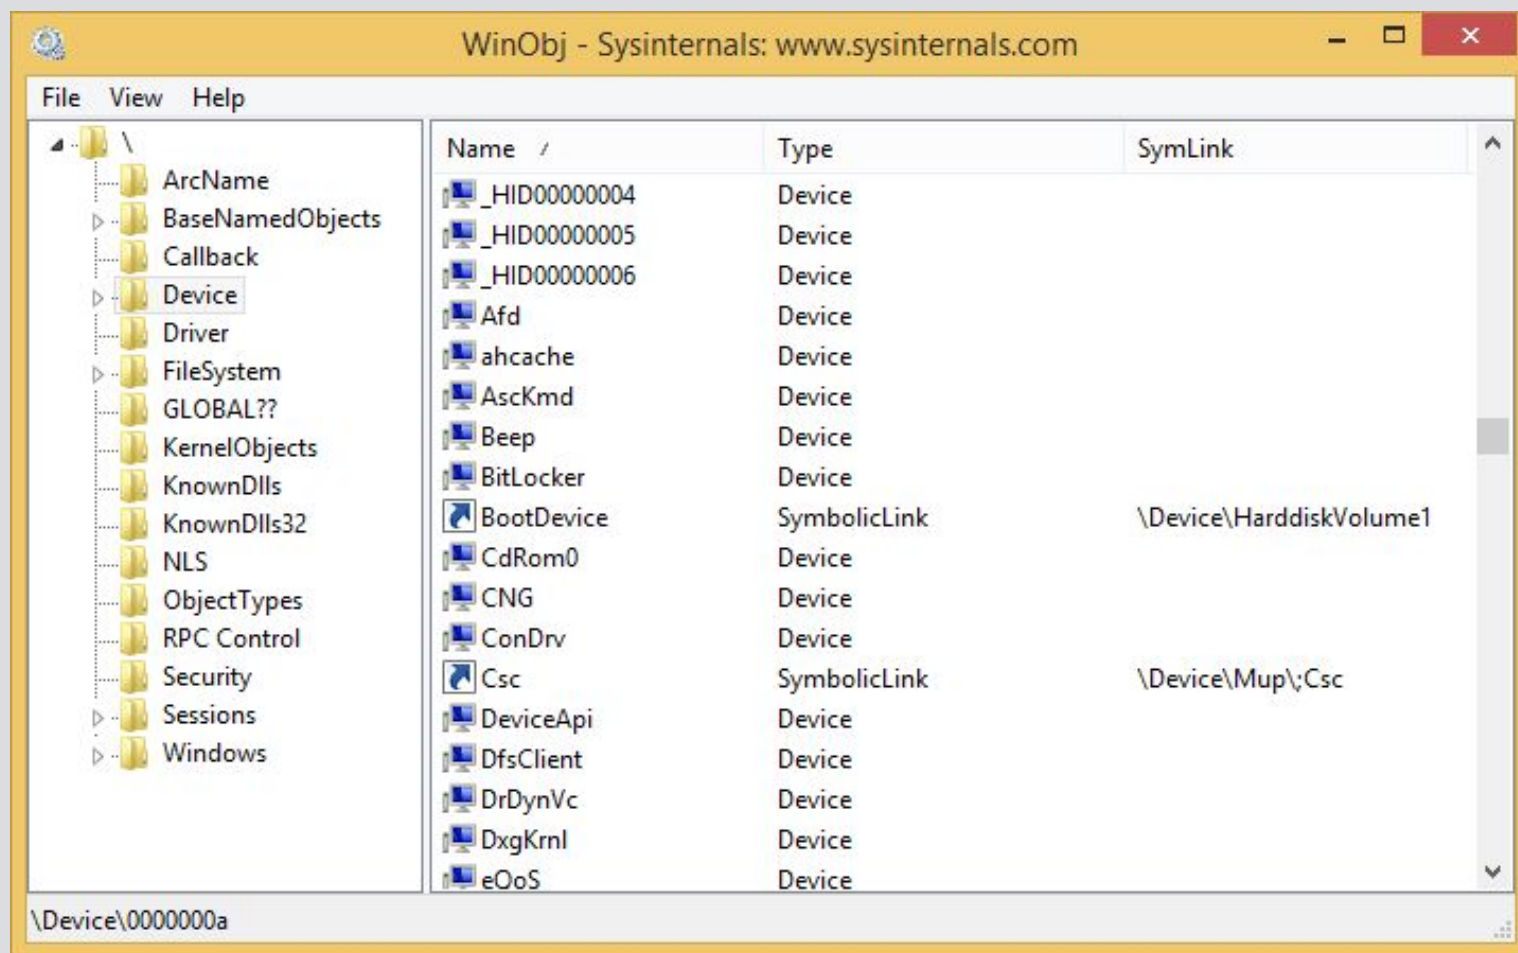 WinObj - Sysinternals: www.sysinternals.com
File View Help
\
ArcName
BaseNamedObjects
Callback
Device
Driver
FileSystem
GLOBAL??
KernelObjects
KnownDlls
KnownDlls32
NLS
ObjectTypes
RPC Control
Security
Sessions
Windows
Name / Type SymLink
_HID00000004 Device
_HID00000005 Device
_HID00000006 Device
Afd Device
ahcache Device
AscKmd Device
Beep Device
BitLocker Device
BootDevice SymbolicLink \Device\HarddiskVolume1
CdRom0 Device
CNG Device
ConDrv Device
Csc SymbolicLink \Device\Mup\;Csc
DeviceApi Device
DfsClient Device
DrDynVc Device
DxgKrnl Device
eQoS Device
\Device\0000000a